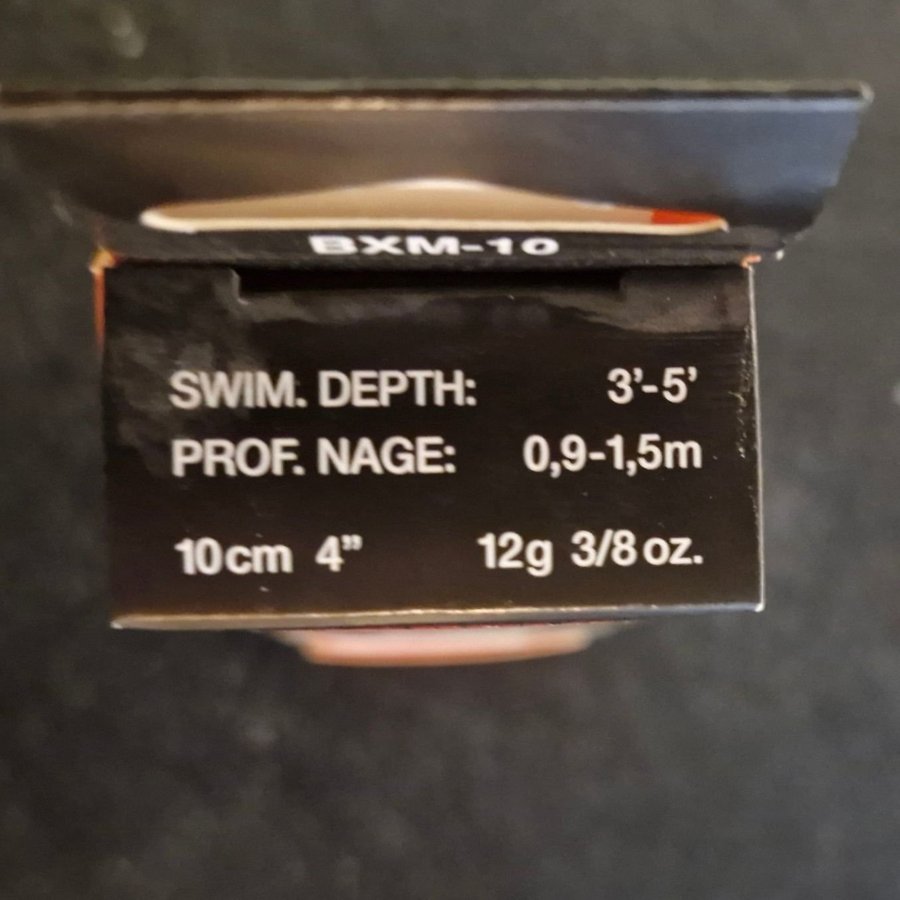 BXM-10
SWIM. DEPTH: 3'-5'
PROF. NAGE: 0,9-1,5m
10cm 4” 12g 3/8 oz.